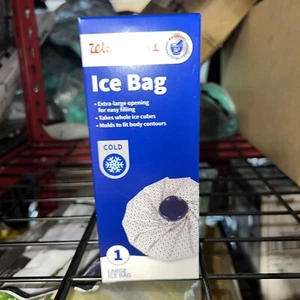 Ice Bag
• Extra-large opening
for easy filling
• Takes whole ice cubes
• Molds to fit body contours
COLD
1
LARGE
ICE BAG